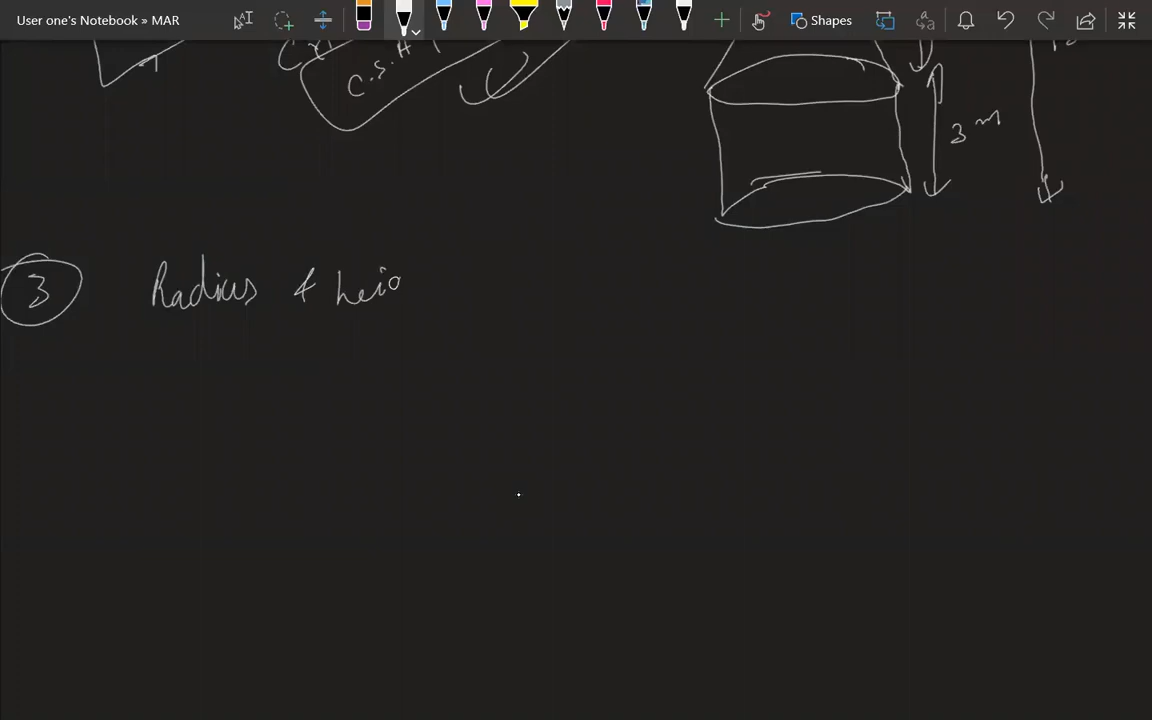 User one's Notebook » MAR
Shapes
C.S.A
3 m
3 Radius & heig